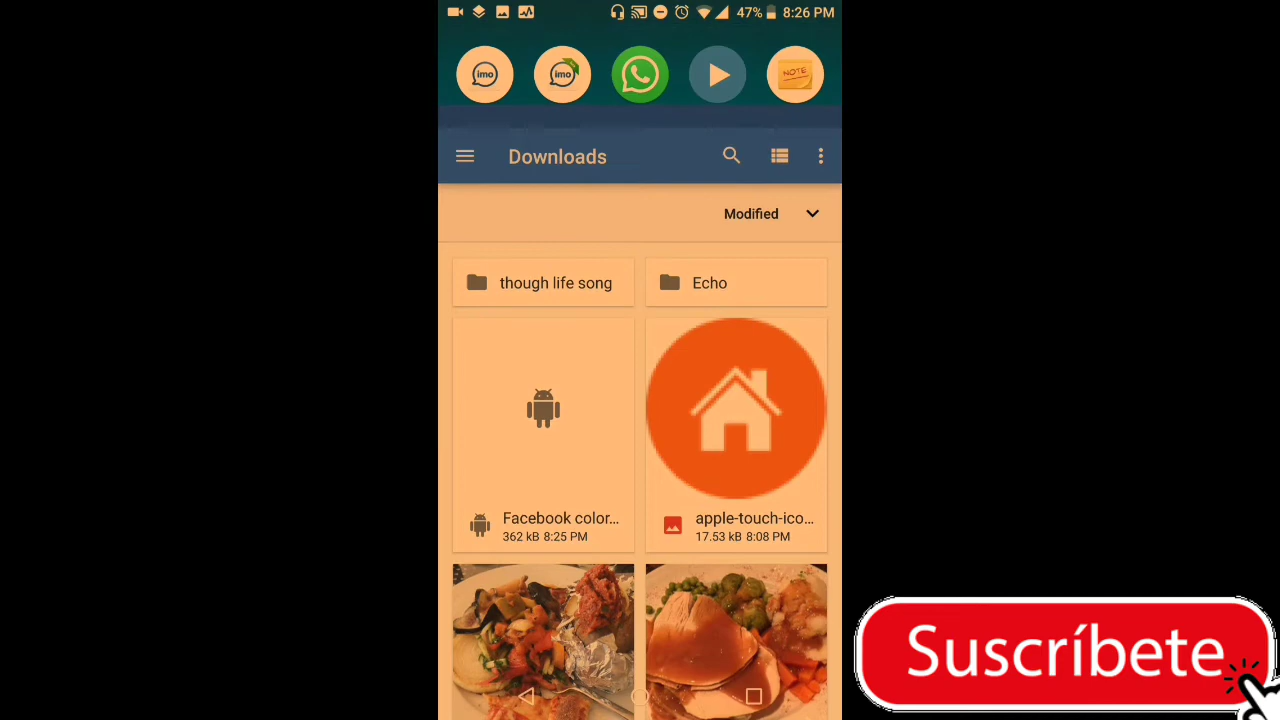 47% 8:26 PM
imo imo NOTE
Downloads
Modified
though life song
Echo
Facebook color...
362 kB 8:25 PM
apple-touch-ico...
17.53 kB 8:08 PM
Suscríbete